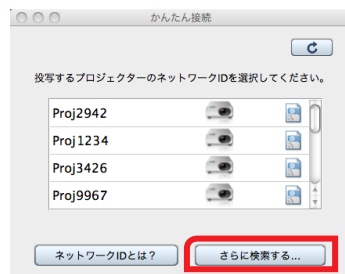 かんたん接続
投写するプロジェクターのネットワークIDを選択してください。
Proj2942
Proj1234
Proj3426
Proj9967
ネットワークIDとは？
さらに検索する...